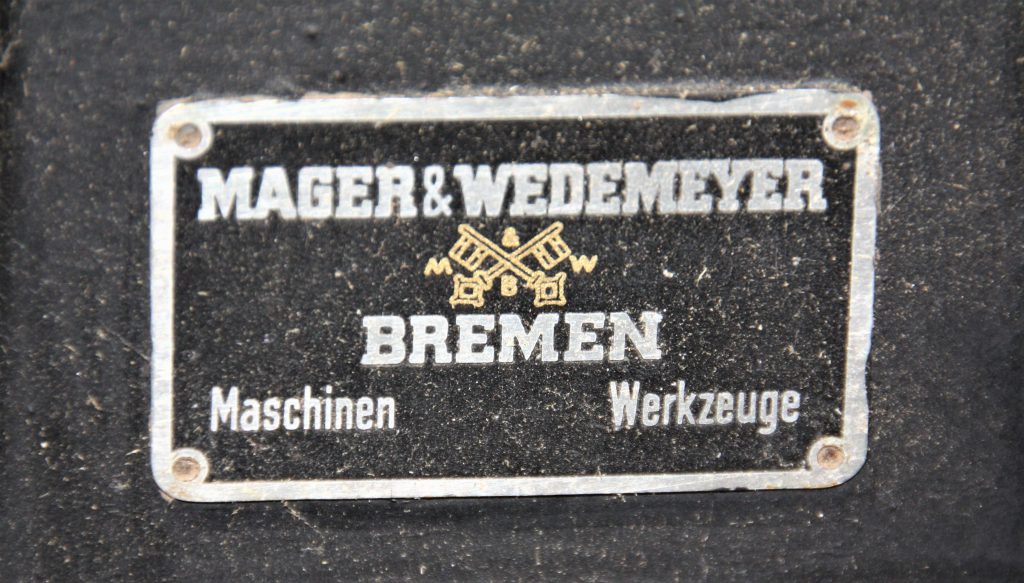 MAGER & WEDEMEYER
&
M W
B
BREMEN
Maschinen Werkzeuge